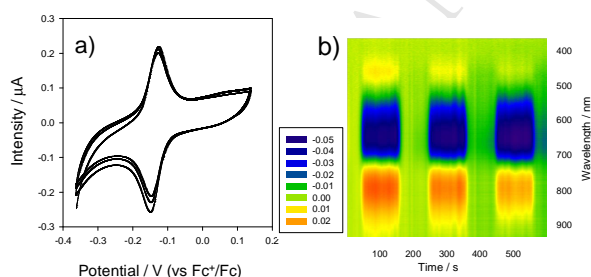 a)
0.3
0.2
0.1
0.0
-0.1
-0.2
-0.3
Intensity / μA
-0.4 -0.3 -0.2 -0.1 0.0 0.1 0.2
Potential / V (vs Fc⁺/Fc)
b)
-0.05
-0.04
-0.03
-0.02
-0.01
0.00
0.01
0.02
400
500
600
700
800
900
Wavelength / nm
100 200 300 400 500
Time / s